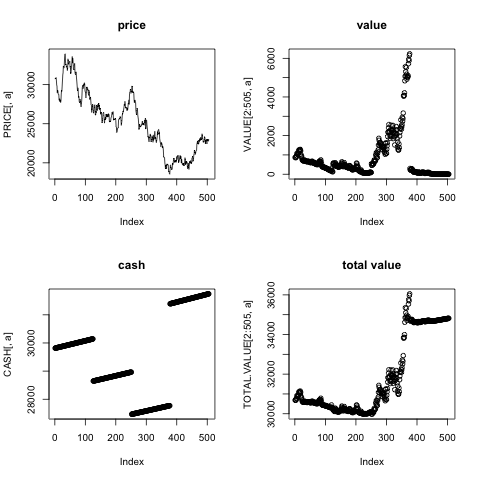 price
PRICE[, a]
20000 25000 30000
0 100 200 300 400 500
Index
value
VALUE[2:505, a]
0 2000 4000 6000
0 100 200 300 400 500
Index
cash
CASH[, a]
28000 30000
0 100 200 300 400 500
Index
total value
TOTAL.VALUE[2:505, a]
30000 32000 34000 36000
0 100 200 300 400 500
Index